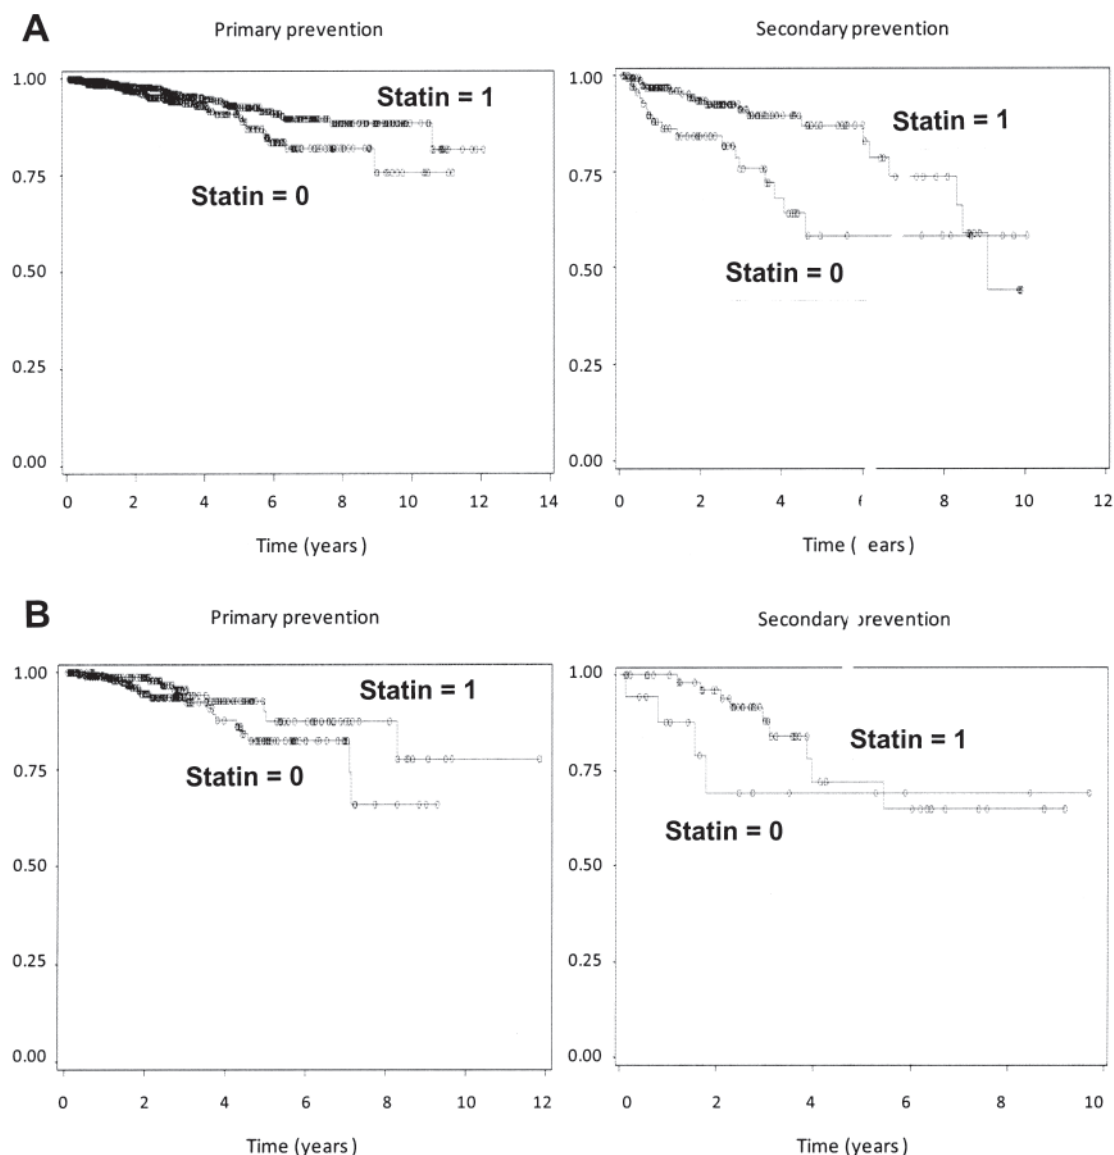 A
Primary prevention
1.00
0.75
0.50
0.25
0.00
Statin = 1
Statin = 0
0 2 4 6 8 10 12 14
Time (years)
Secondary prevention
1.00
0.75
0.50
0.25
0.00
Statin = 1
Statin = 0
0 2 4 8 10 12
Time ( ears)
B
Primary prevention
1.00
0.75
0.50
0.25
0.00
Statin = 1
Statin = 0
0 2 4 6 8 10 12
Time (years)
Secondary prevention
1.00
0.75
0.50
0.25
0.00
Statin = 1
Statin = 0
0 2 4 6 8 10
Time (years)